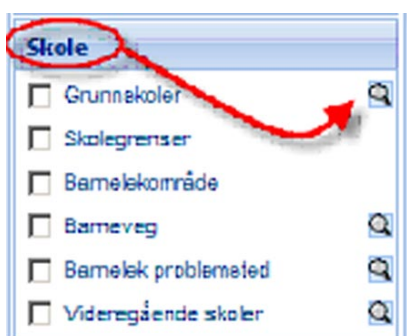 Skole
Grunnskoler
Skolegrenser
Barnelekområde
Barneveg
Barnelek problemsted
Videregående skoler